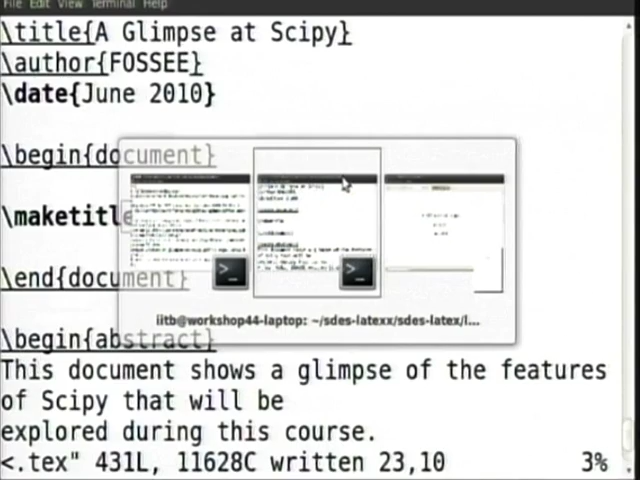 File Edit View Terminal Help
\title{A Glimpse at Scipy}
\author{FOSSEE}
\date{June 2010}
\begin{document}
\maketitle
\end{document}
iitb@workshop44-laptop: ~/sdes-latexx/sdes-latex/l...
\begin{abstract}
This document shows a glimpse of the features
of Scipy that will be
explored during this course.
<.tex" 431L, 11628C written 23,10 3%